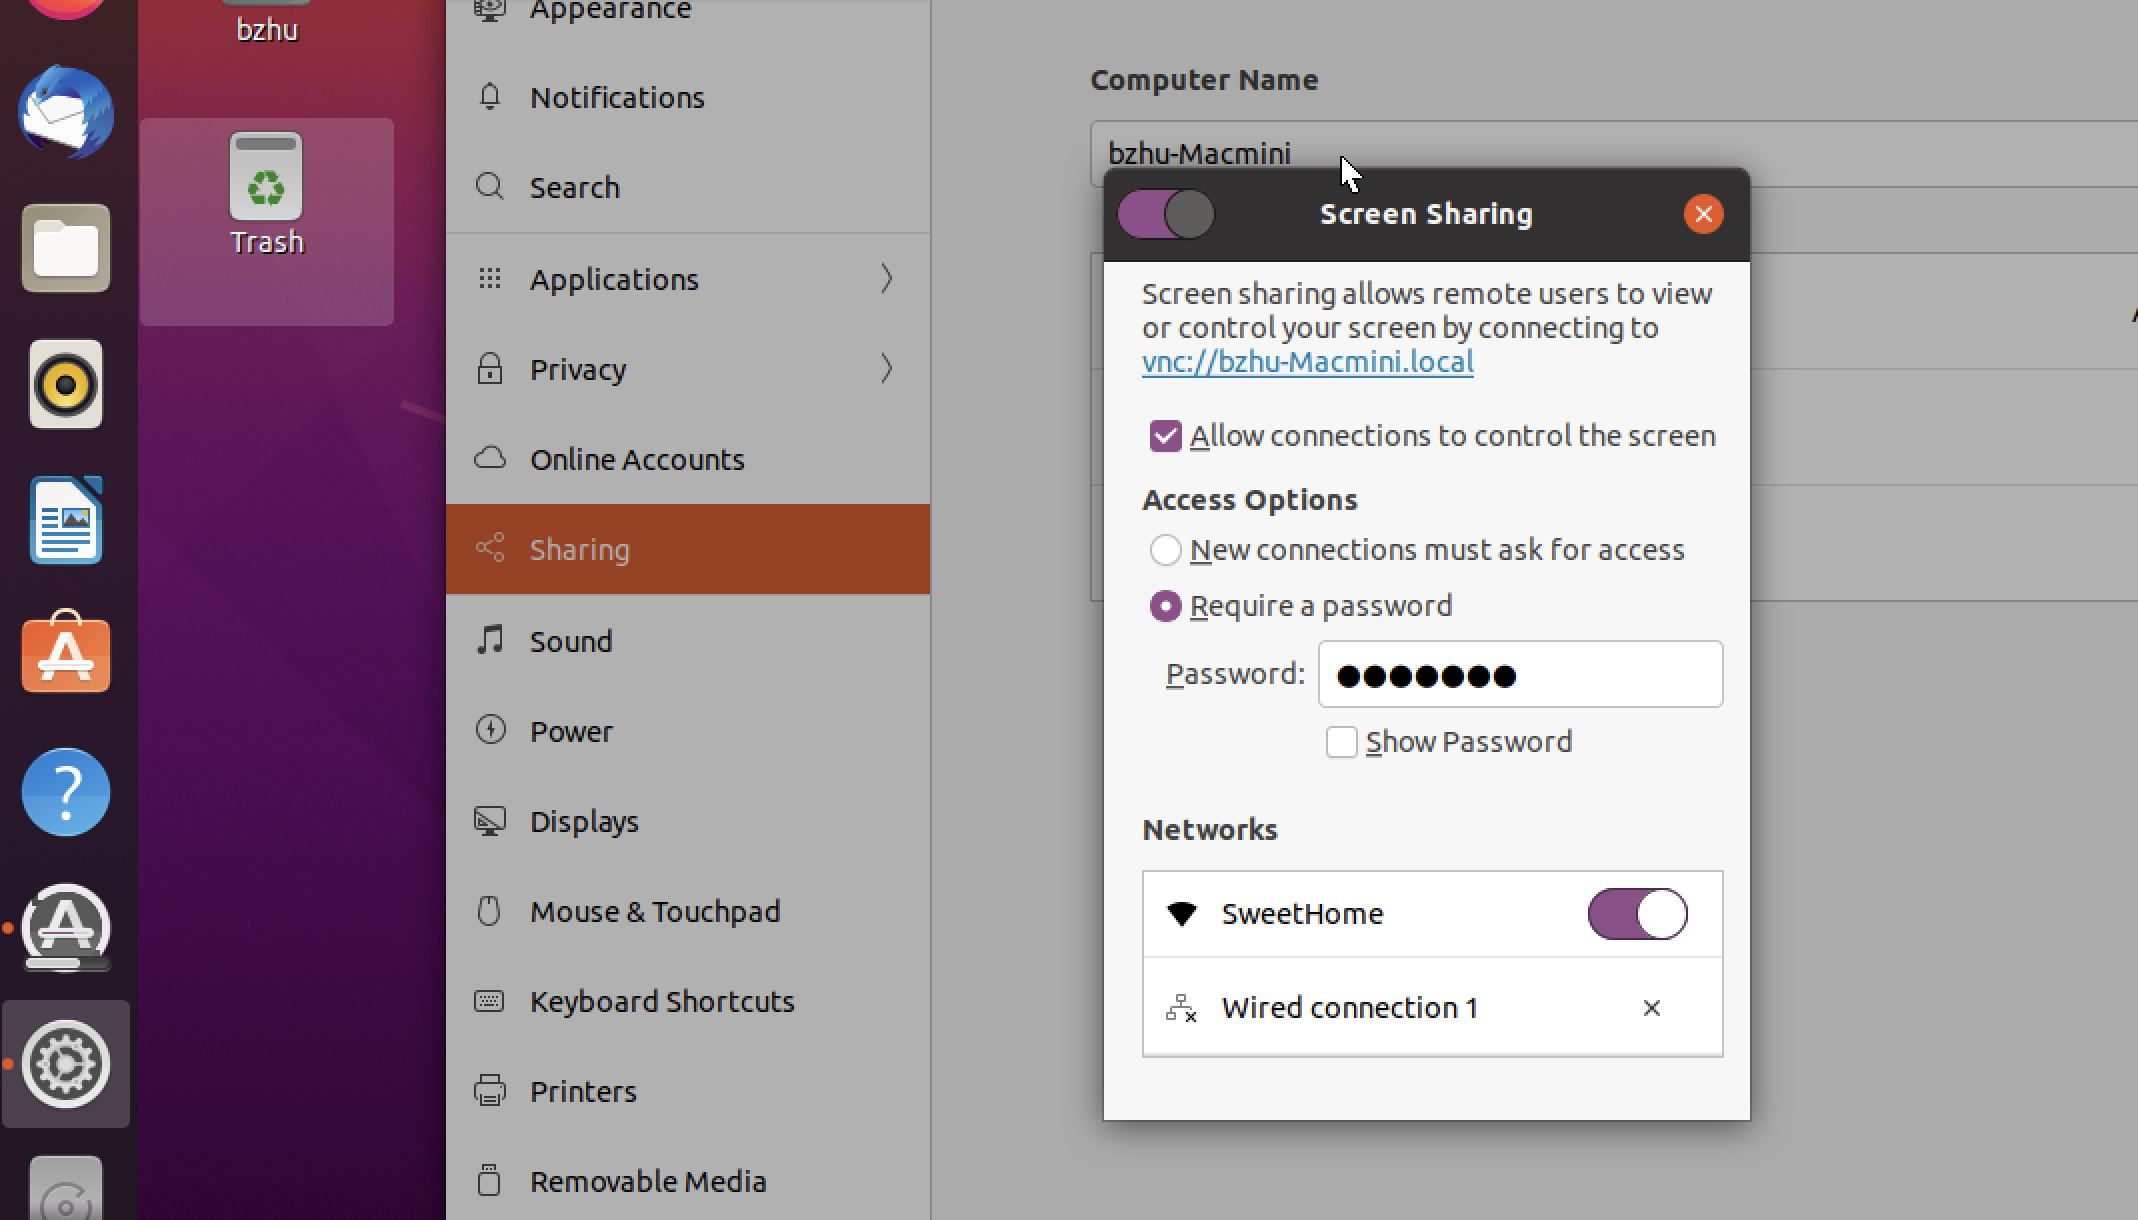 bzhu
Trash
Appearance
Notifications
Search
Applications
Privacy
Online Accounts
Sharing
Sound
Power
Displays
Mouse & Touchpad
Keyboard Shortcuts
Printers
Removable Media
Computer Name
bzhu-Macmini
Screen Sharing
Screen sharing allows remote users to view
or control your screen by connecting to
vnc://bzhu-Macmini.local
Allow connections to control the screen
Access Options
New connections must ask for access
Require a password
Password: ●●●●●●●
Show Password
Networks
SweetHome
Wired connection 1